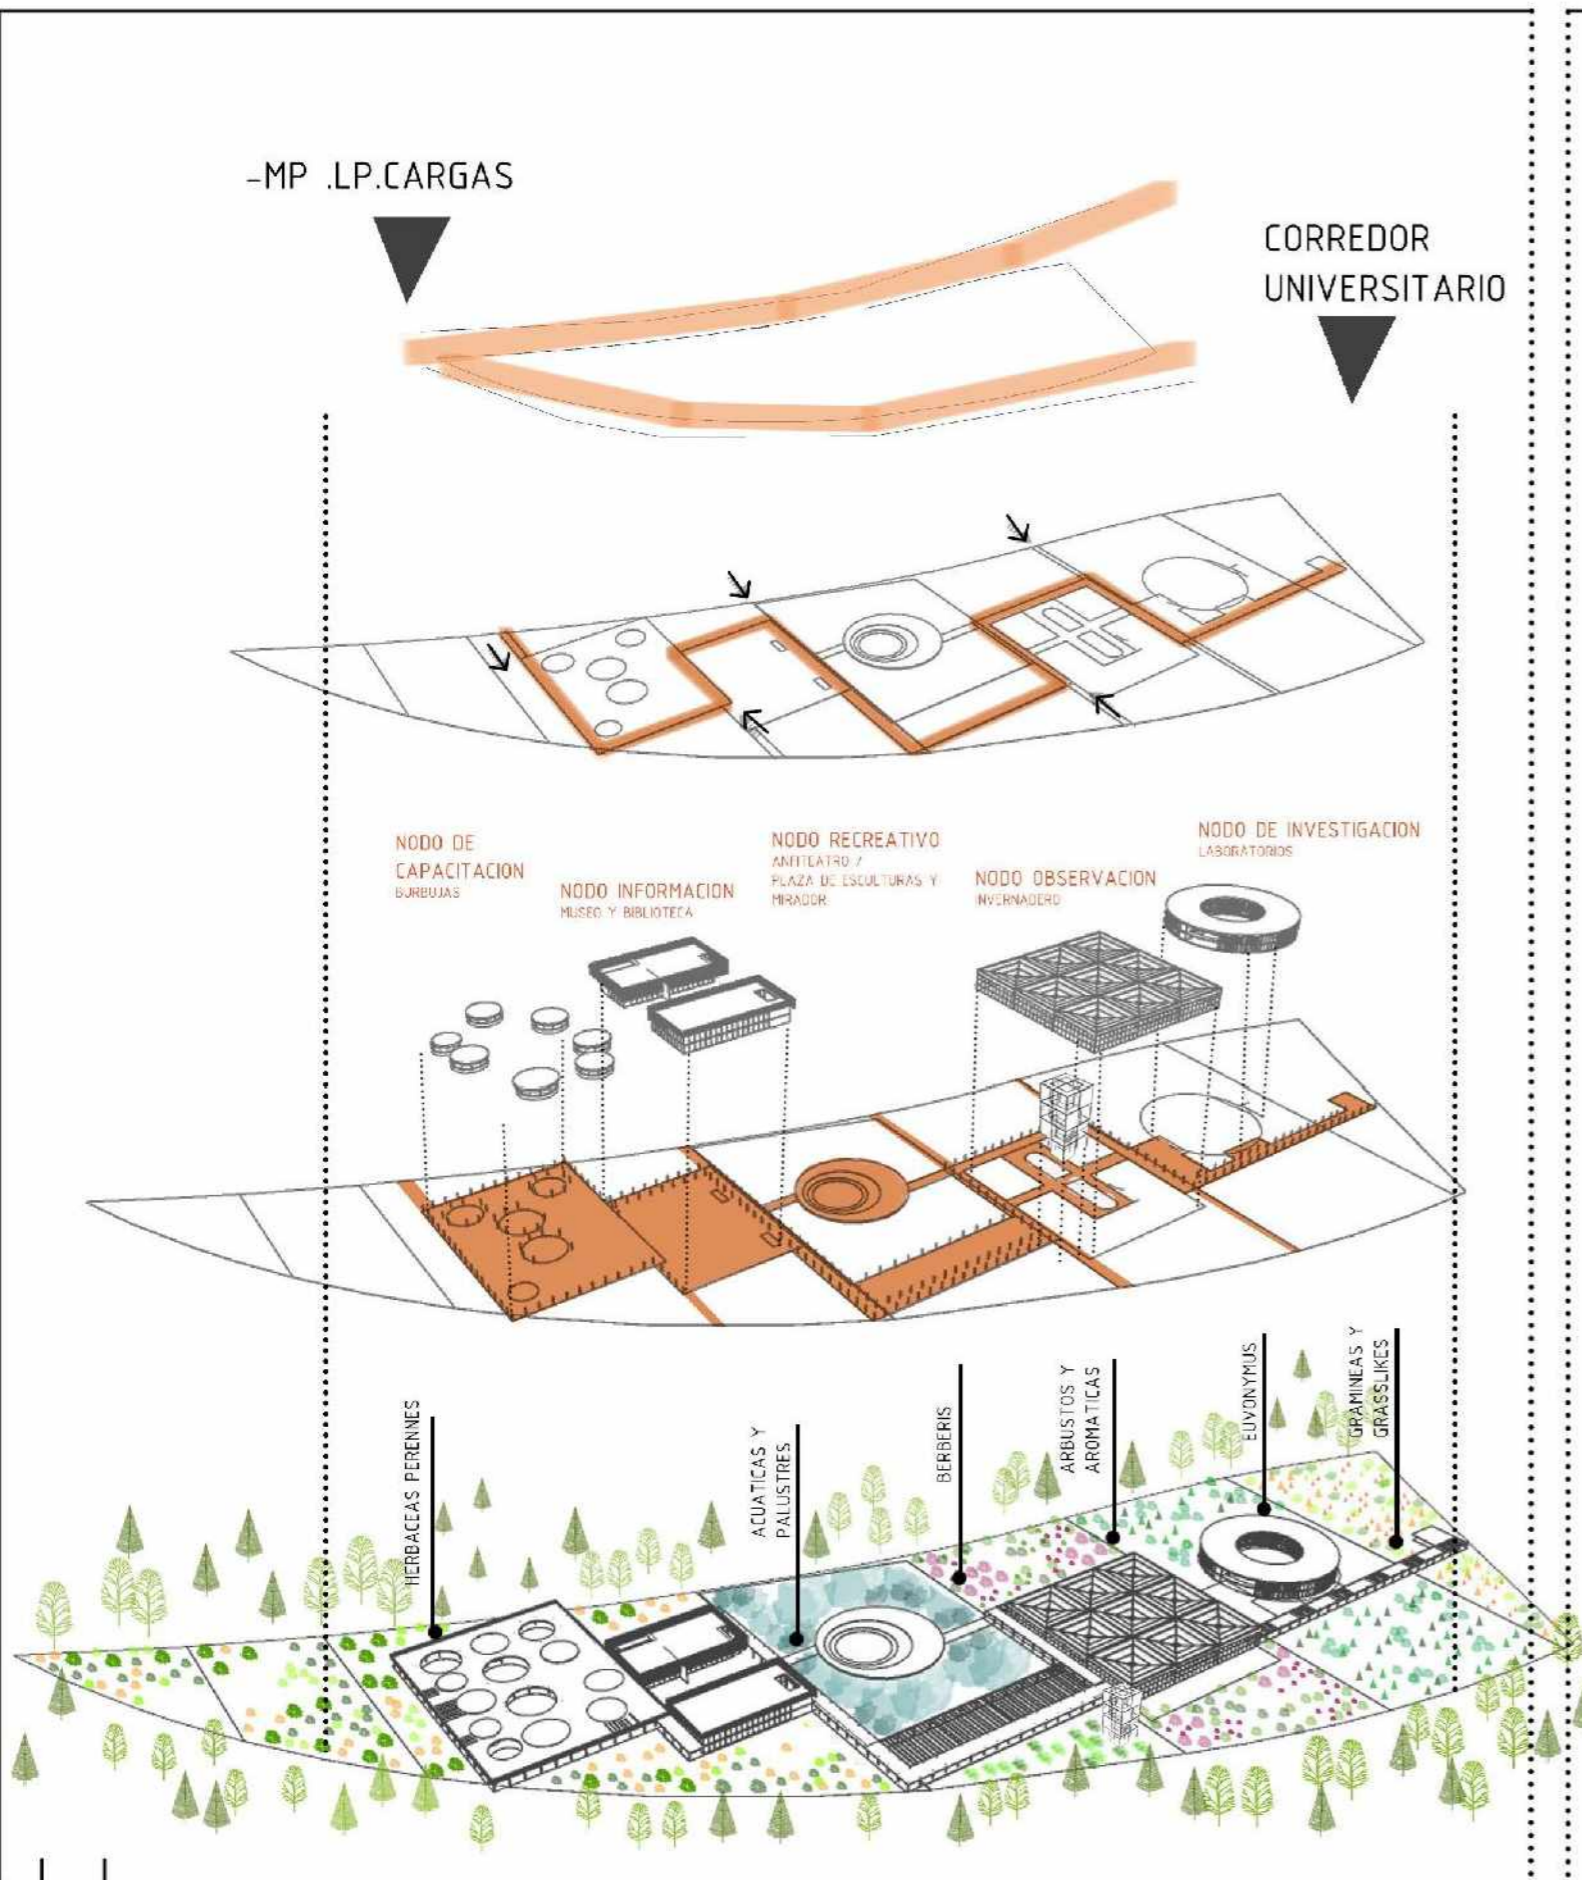 -MP .LP.CARGAS
CORREDOR
UNIVERSITARIO
NODO DE
CAPACITACION
BURBUJAS
NODO INFORMACION
MUSEO Y BIBLIOTECA
NODO RECREATIVO
ANFITEATRO /
PLAZA DE ESCULTURAS Y
MIRADOR
NODO OBSERVACION
INVERNADERO
NODO DE INVESTIGACION
LABORATORIOS
HERBACEAS PERENNES
ACUATICAS Y
PALUSTRES
BERBERIS
ARBUSTOS Y
AROMATICAS
EUVONYMUS
GRAMINEAS Y
GRASSLIKES